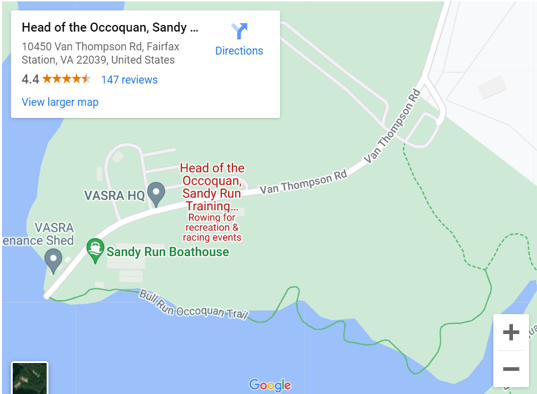 Head of the Occoquan, Sandy ...
10450 Van Thompson Rd, Fairfax
Station, VA 22039, United States
4.4
147 reviews
View larger map
Directions
Van Thompson Rd
Van Thompson Rd
VASRA HQ
Head of the
Occoquan,
Sandy Run
Training...
Rowing for
recreation &
racing events
VASRA
enance Shed
Sandy Run Boathouse
Bull Run Occoquan Trail
+
−
Google